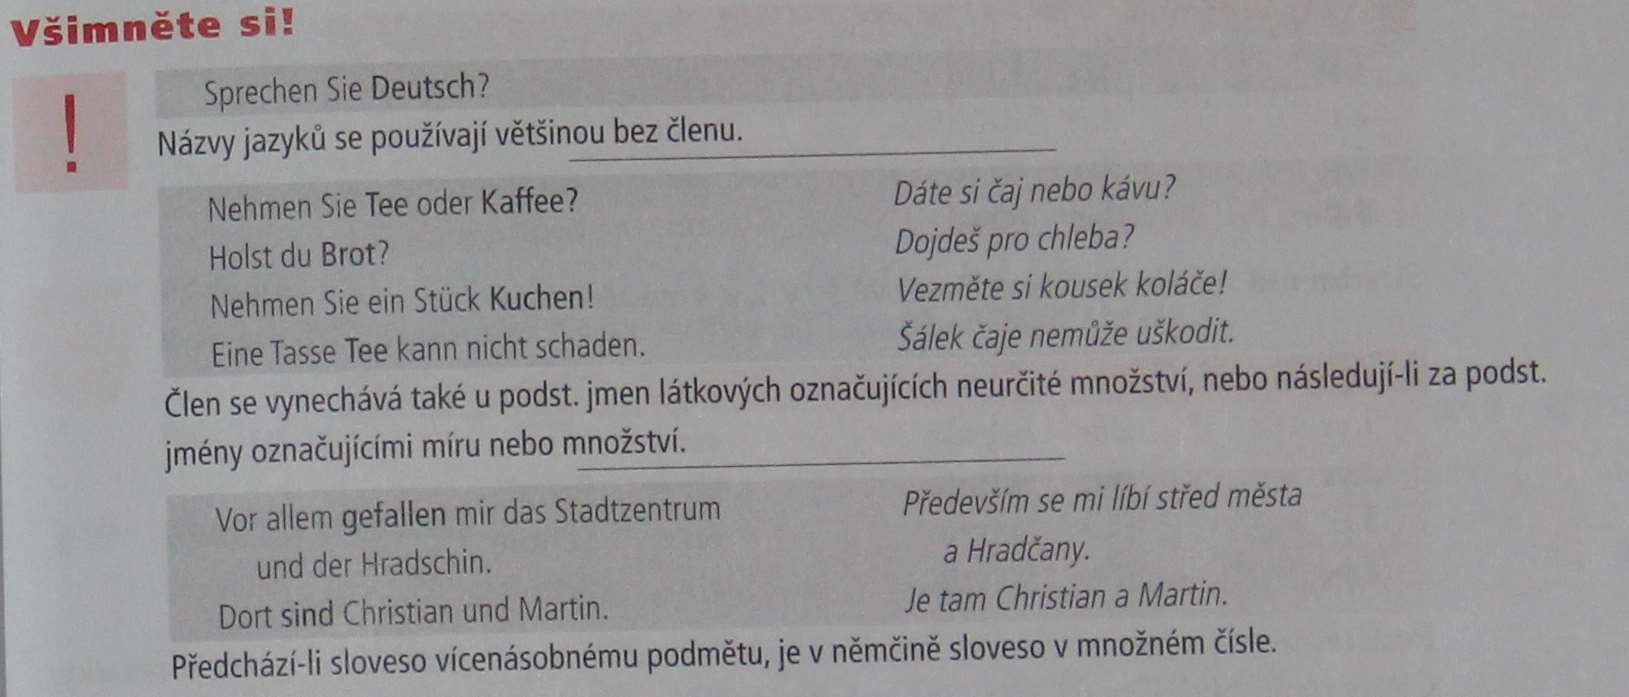 Všimněte si!
!
Sprechen Sie Deutsch?
Názvy jazyků se používají většinou bez členu.
Nehmen Sie Tee oder Kaffee? Dáte si čaj nebo kávu?
Holst du Brot? Dojdeš pro chleba?
Nehmen Sie ein Stück Kuchen! Vezměte si kousek koláče!
Eine Tasse Tee kann nicht schaden. Šálek čaje nemůže uškodit.
Člen se vynechává také u podst. jmen látkových označujících neurčité množství, nebo následují-li za podst.
jmény označujícími míru nebo množství.
Vor allem gefallen mir das Stadtzentrum Především se mi líbí střed města
und der Hradschin. a Hradčany.
Dort sind Christian und Martin. Je tam Christian a Martin.
Předchází-li sloveso vícenásobnému podmětu, je v němčině sloveso v množném čísle.